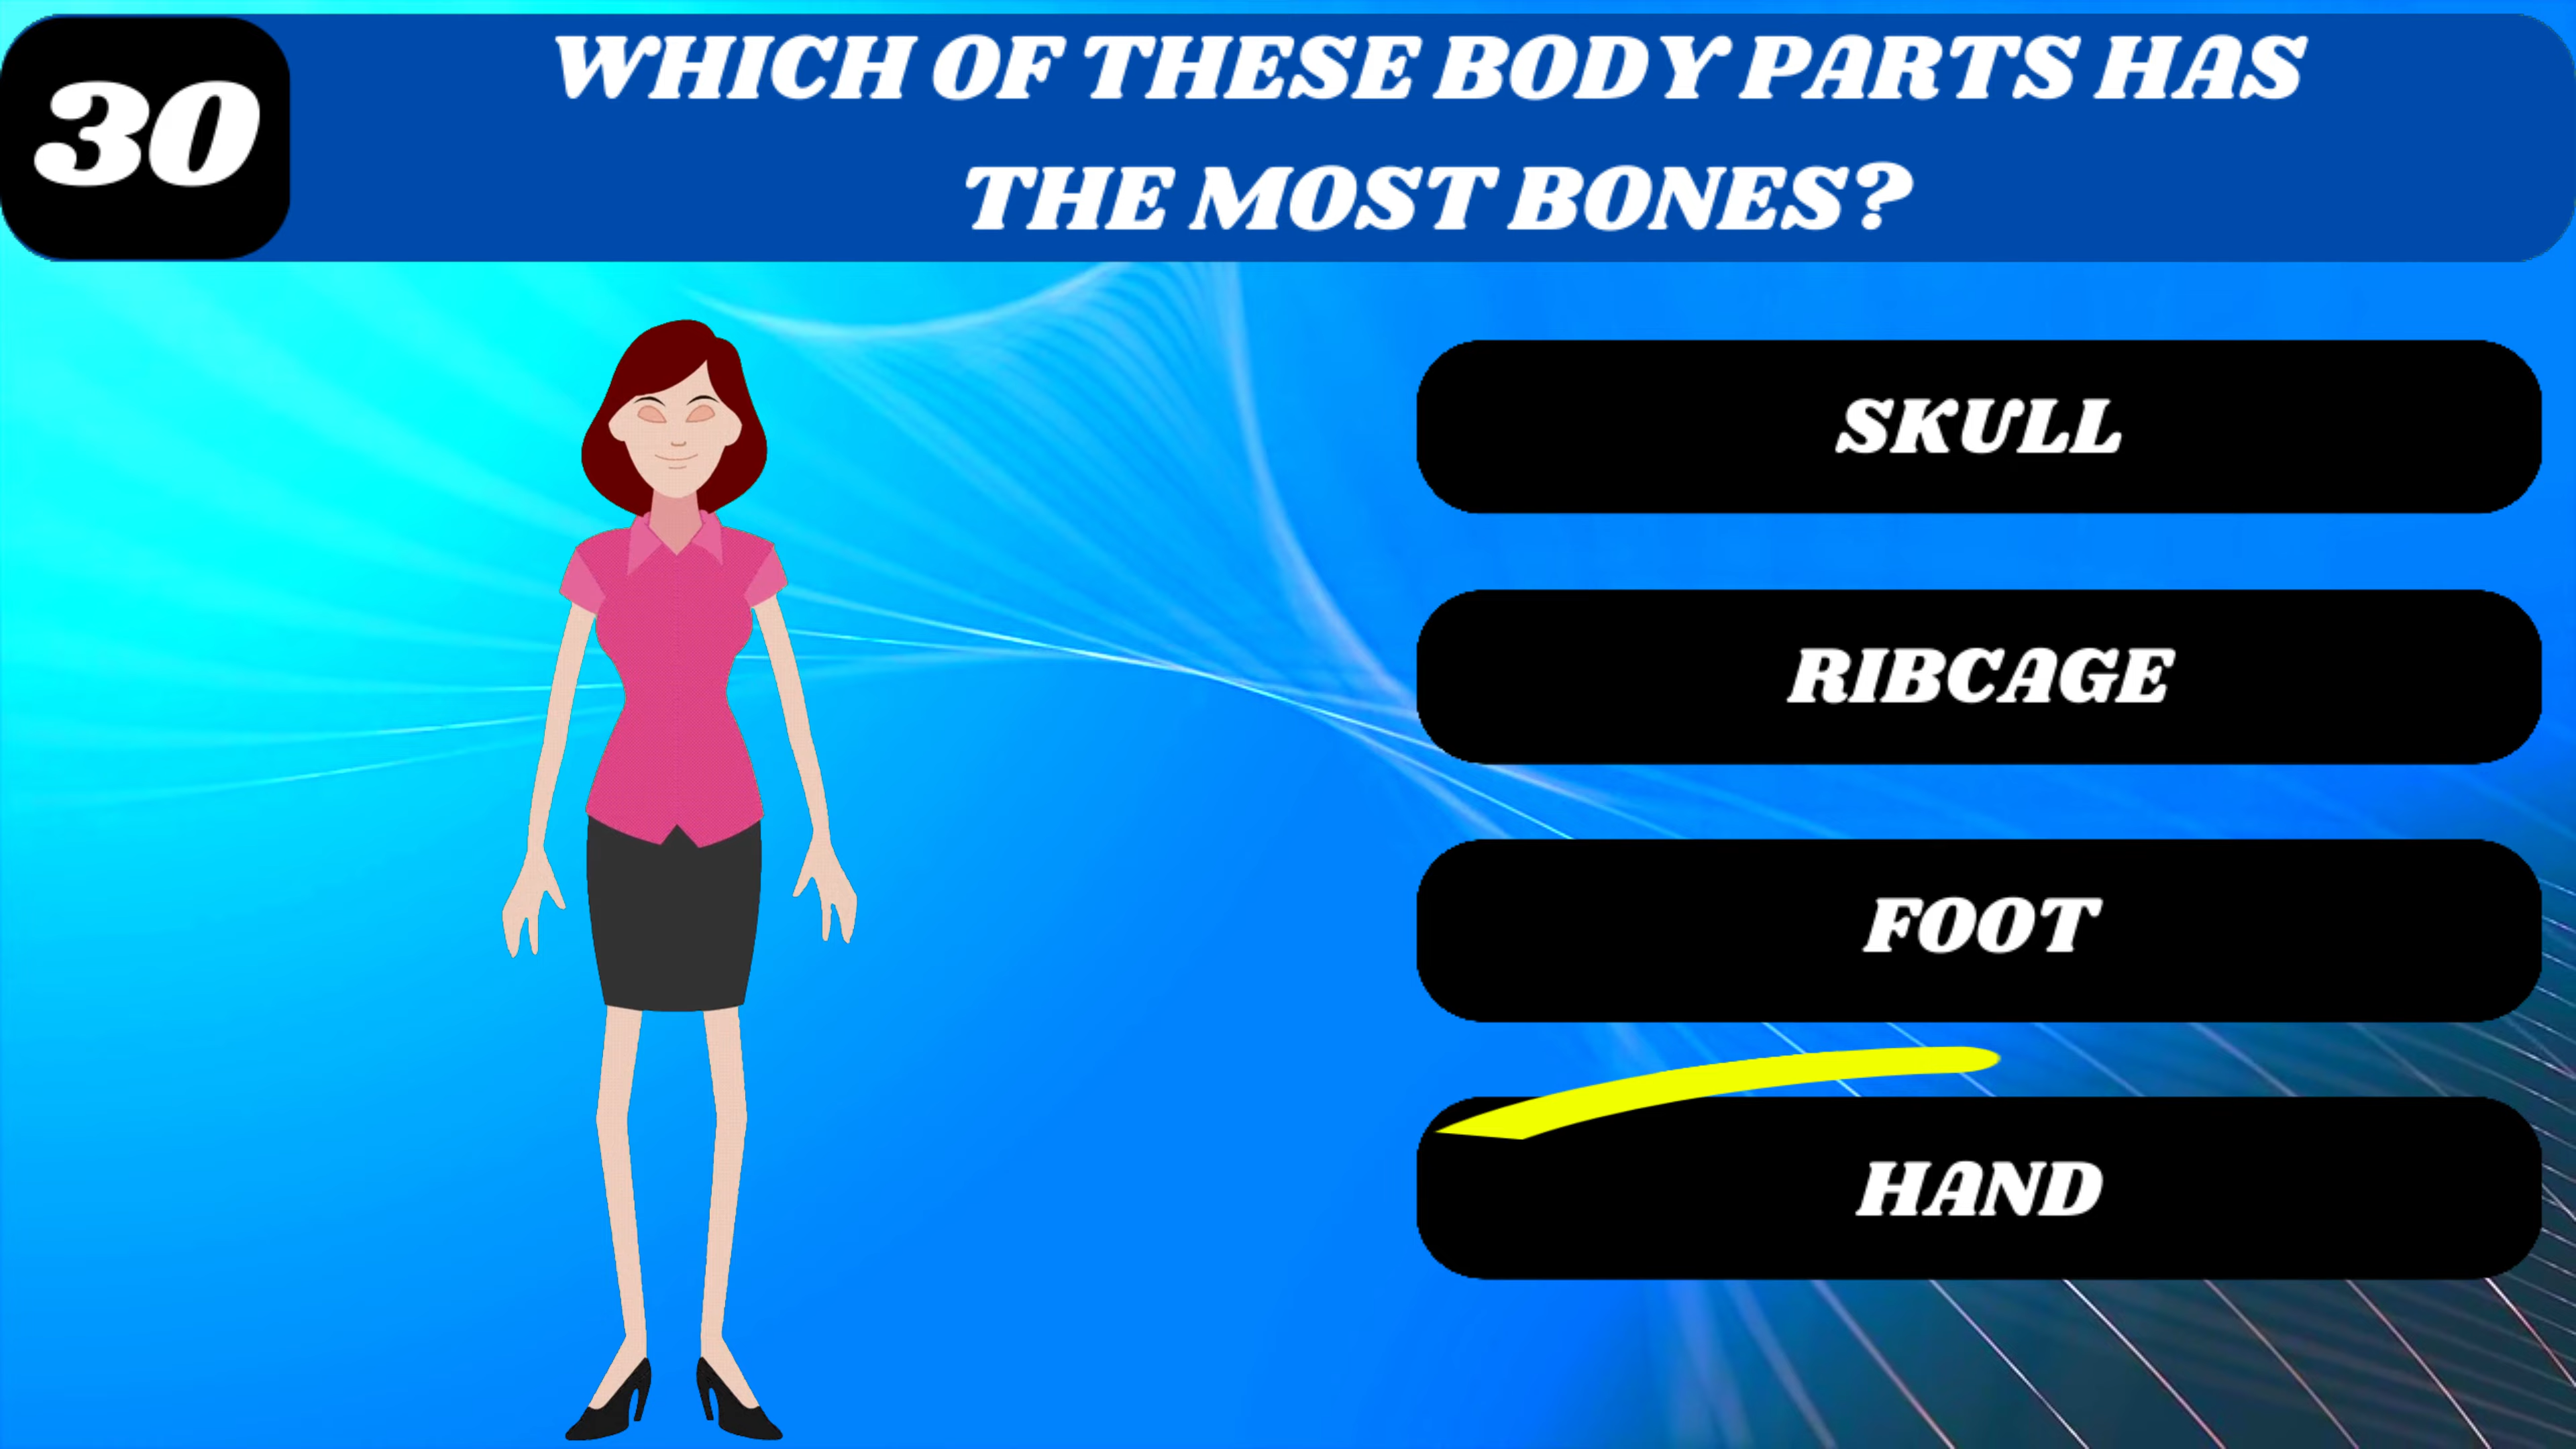 30
WHICH OF THESE BODY PARTS HAS
THE MOST BONES?
SKULL
RIBCAGE
FOOT
HAND